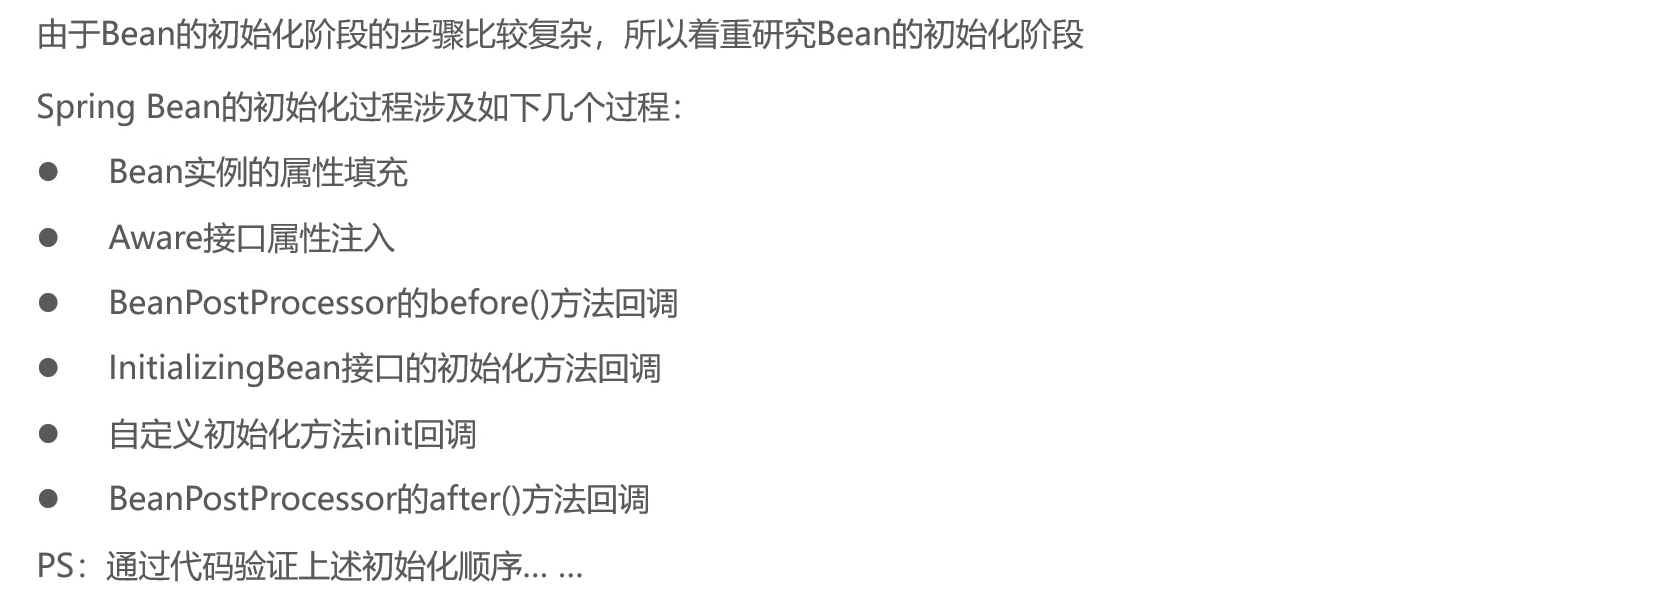 由于Bean的初始化阶段的步骤比较复杂，所以着重研究Bean的初始化阶段
Spring Bean的初始化过程涉及如下几个过程：
● Bean实例的属性填充
● Aware接口属性注入
● BeanPostProcessor的before()方法回调
● InitializingBean接口的初始化方法回调
● 自定义初始化方法init回调
● BeanPostProcessor的after()方法回调
PS：通过代码验证上述初始化顺序… …